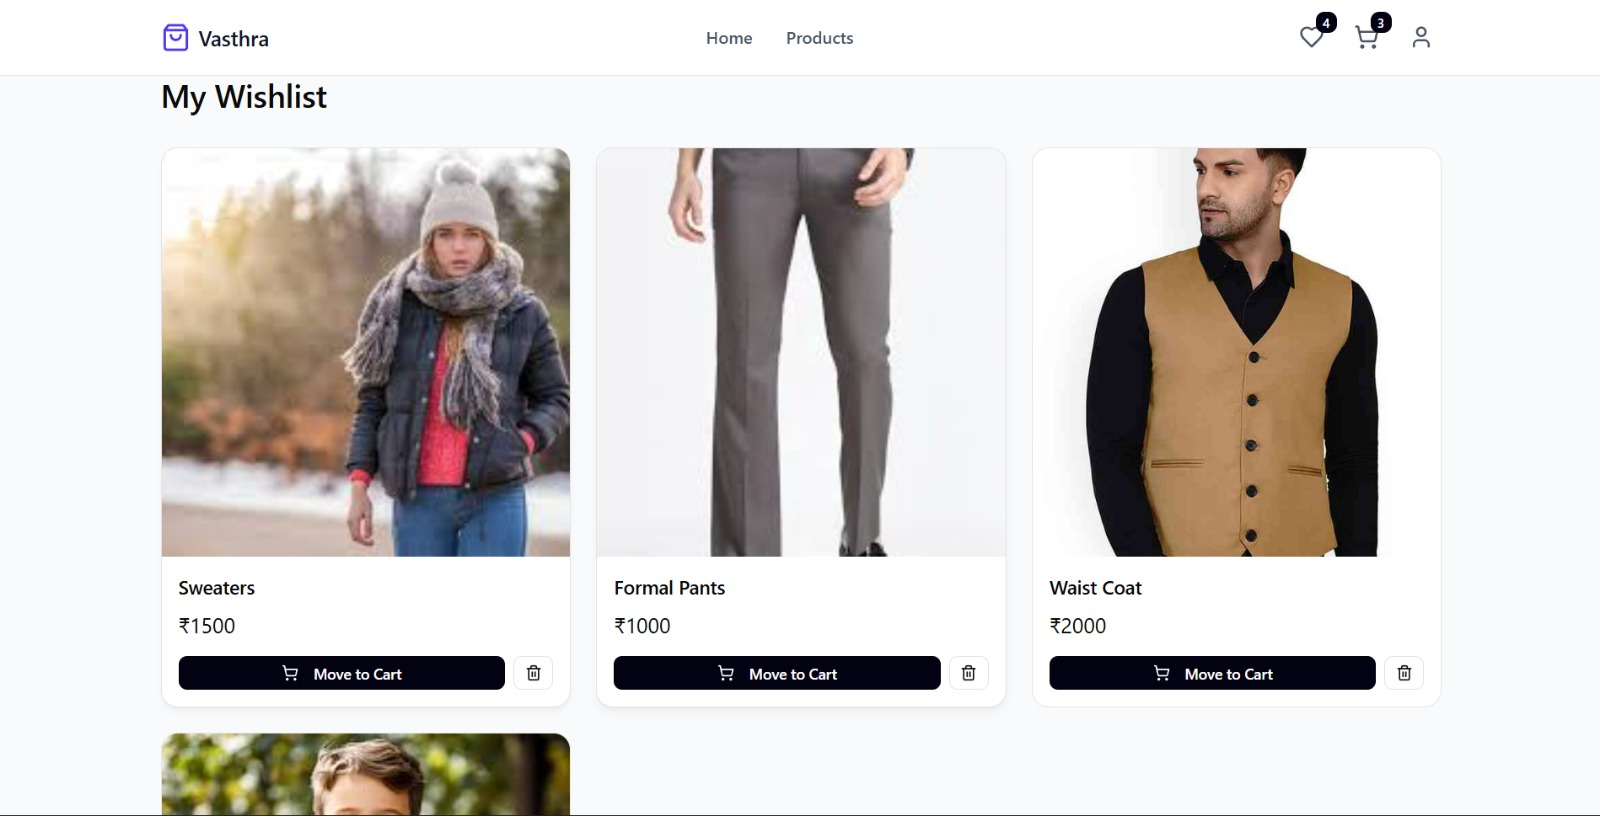 Vasthra
Home
Products
4
3
My Wishlist
Sweaters
₹1500
Move to Cart
Formal Pants
₹1000
Move to Cart
Waist Coat
₹2000
Move to Cart